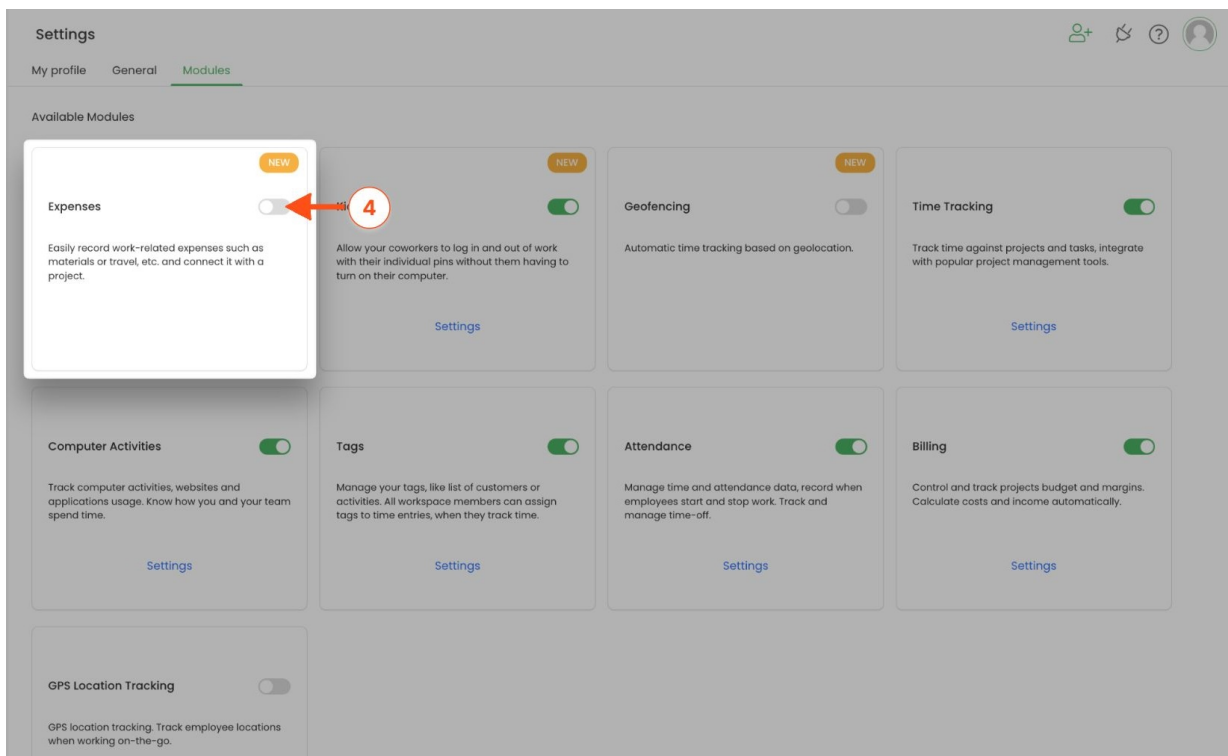 Settings
My profile General Modules
Available Modules
NEW
Expenses
4
Easily record work-related expenses such as
materials or travel, etc. and connect it with a
project.
NEW
Allow your coworkers to log in and out of work
with their individual pins without them having to
turn on their computer.
Settings
NEW
Geofencing
Automatic time tracking based on geolocation.
Time Tracking
Track time against projects and tasks, integrate
with popular project management tools.
Settings
Computer Activities
Track computer activities, websites and
applications usage. Know how you and your team
spend time.
Settings
Tags
Manage your tags, like list of customers or
activities. All workspace members can assign
tags to time entries, when they track time.
Settings
Attendance
Manage time and attendance data, record when
employees start and stop work. Track and
manage time-off.
Settings
Billing
Control and track projects budget and margins.
Calculate costs and income automatically.
Settings
GPS Location Tracking
GPS location tracking. Track employee locations
when working on-the-go.